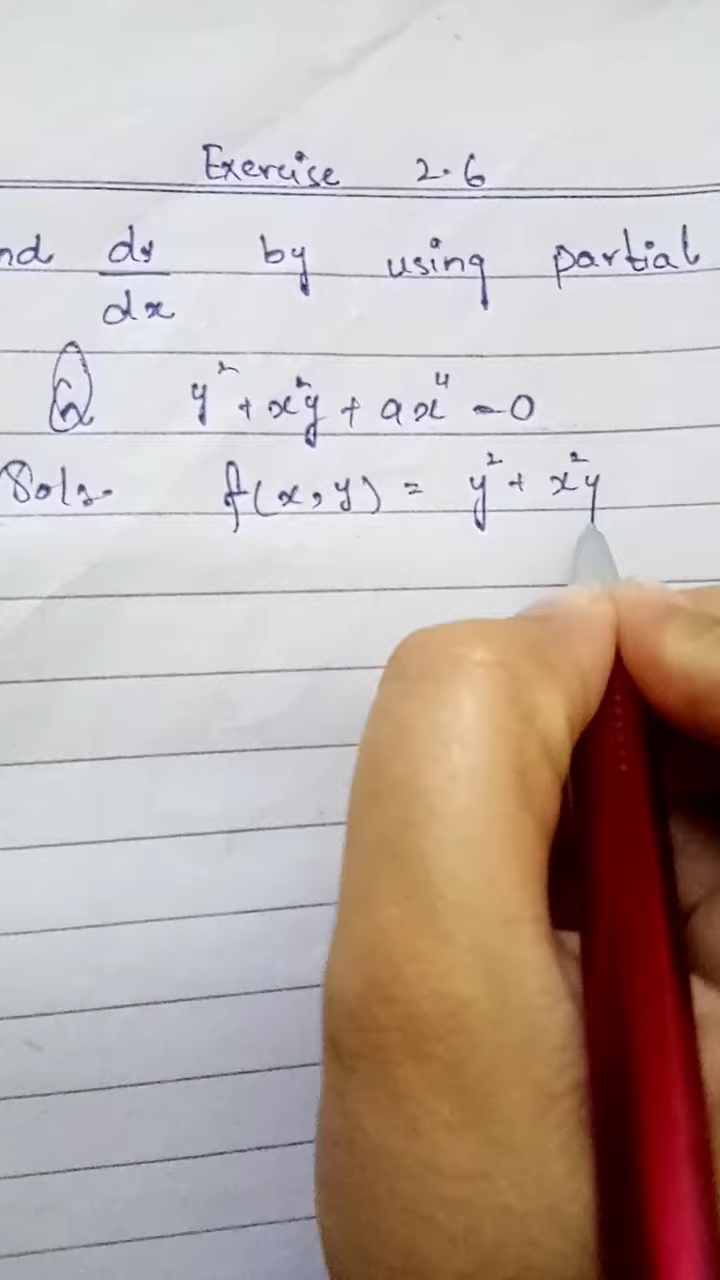 Exercise 2.6
nd dy/dx by using partial
Q y² + x²y + ax⁴ = 0
Sol:- f(x,y) = y² + x²y